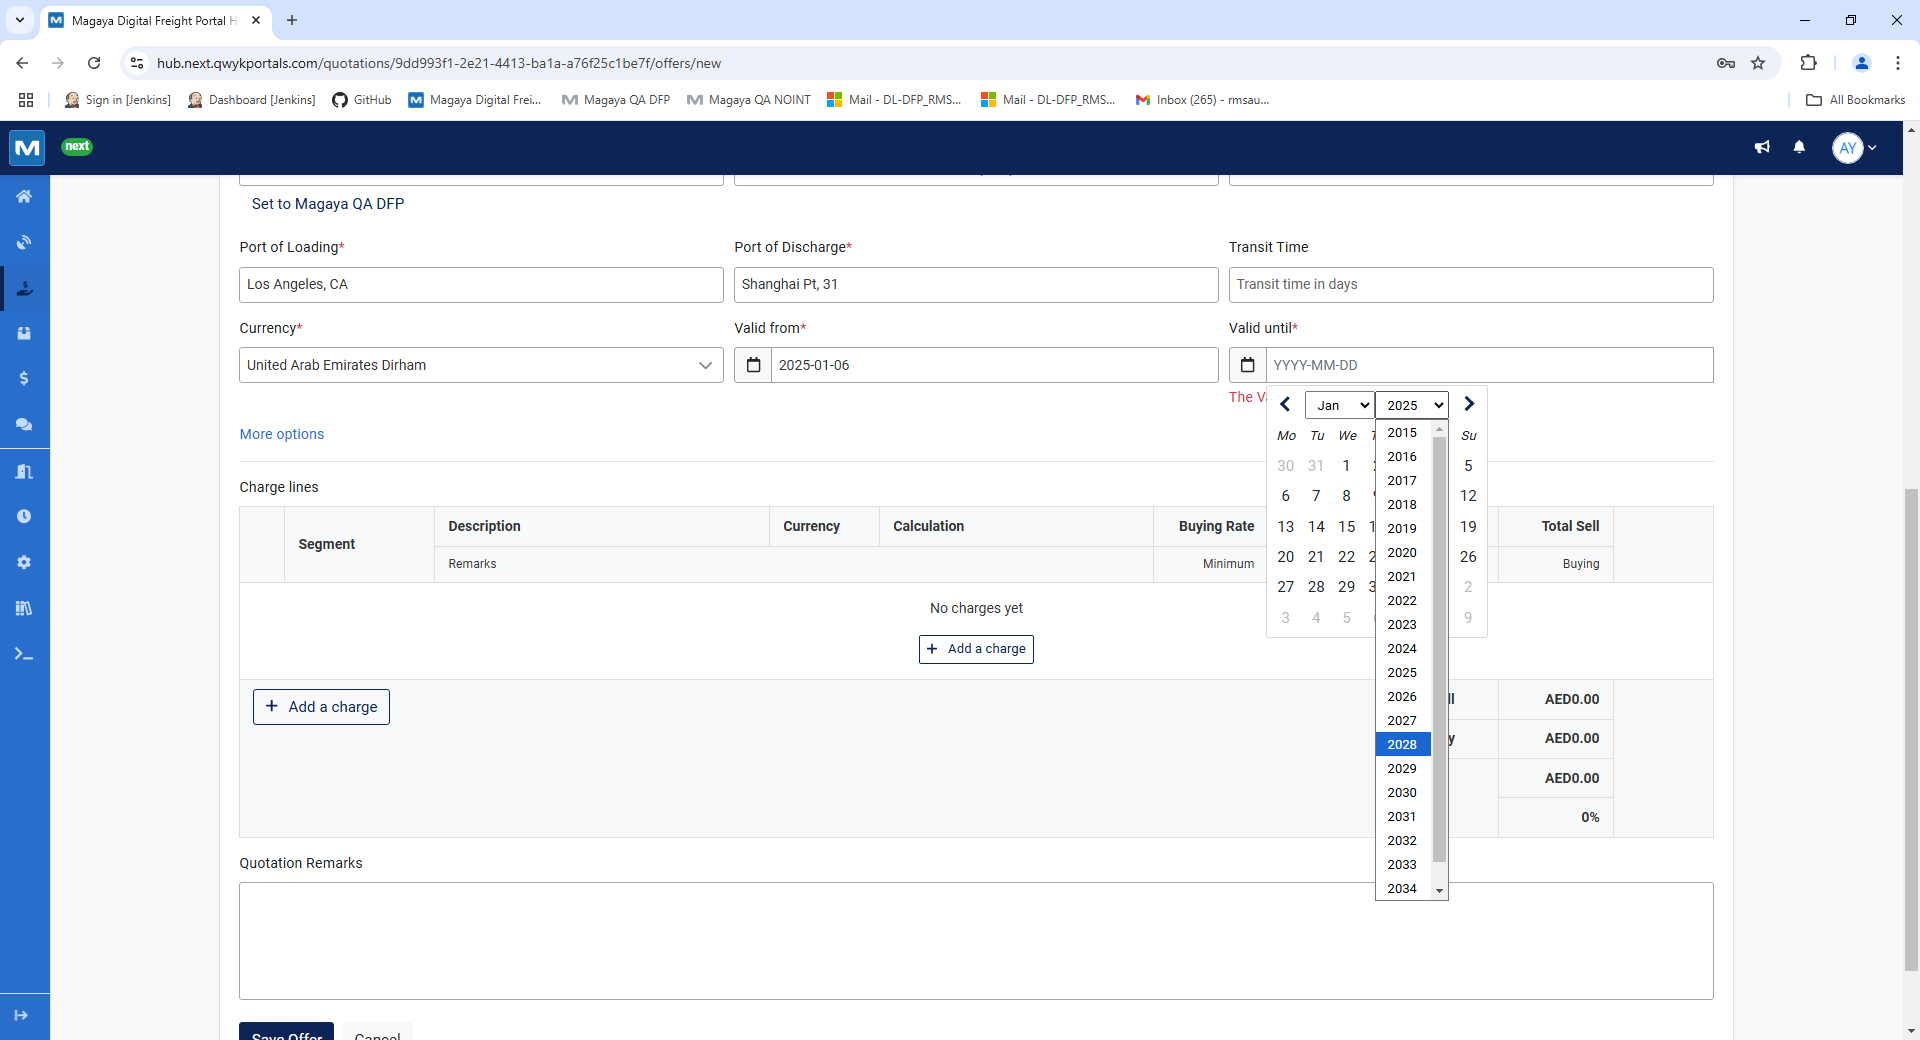 Magaya Digital Freight Portal H
hub.next.qwykportals.com/quotations/9dd993f1-2e21-4413-ba1a-a76f25c1be7f/offers/new
Sign in [Jenkins]
Dashboard [Jenkins]
GitHub
Magaya Digital Frei...
Magaya QA DFP
Magaya QA NOINT
Mail - DL-DFP_RMS...
Mail - DL-DFP_RMS...
Inbox (265) - rmsau...
All Bookmarks
next
AY
Set to Magaya QA DFP
Port of Loading*
Port of Discharge*
Transit Time
Los Angeles, CA
Shanghai Pt, 31
Transit time in days
Currency*
Valid from*
Valid until*
United Arab Emirates Dirham
2025-01-06
YYYY-MM-DD
The
Jan
2025
More options
Mo Tu We Su
30 31 1 5
6 7 8 12
13 14 15 19
20 21 22 26
27 28 29 2
3 4 5 9
2015
2016
2017
2018
2019
2020
2021
2022
2023
2024
2025
2026
2027
2028
2029
2030
2031
2032
2033
2034
Charge lines
Segment
Description
Currency
Calculation
Buying Rate
Total Sell
Remarks
Minimum
Buying
No charges yet
+ Add a charge
+ Add a charge
AED0.00
AED0.00
AED0.00
0%
Quotation Remarks
Save Offer
Cancel